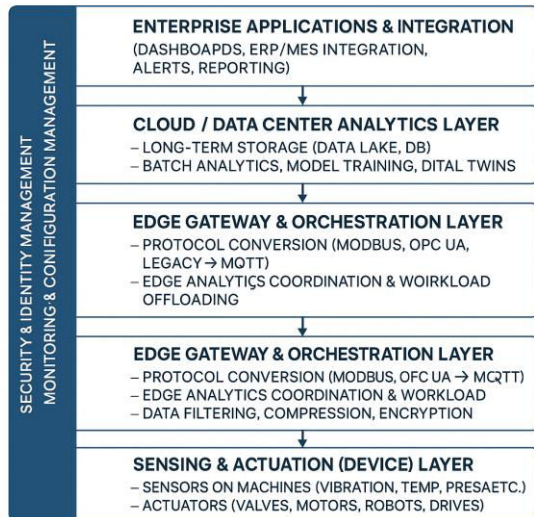 SECURITY & IDENTITY MANAGEMENT
MONITORING & CONFIGURATION MANAGEMENT
ENTERPRISE APPLICATIONS & INTEGRATION
(DASHBOAPDS, ERP/MES INTEGRATION,
ALERTS, REPORTING)
CLOUD / DATA CENTER ANALYTICS LAYER
– LONG-TERM STORAGE (DATA LAKE, DB)
– BATCH ANALYTICS, MODEL TRAINING, DITAL TWINS
EDGE GATEWAY & ORCHESTRATION LAYER
– PROTOCOL CONVERSION (MODBUS, OPC UA,
LEGACY → MQTT)
– EDGE ANALYTICS COORDINATION & WOIRKLOAD
OFFLOADING
EDGE GATEWAY & ORCHESTRATION LAYER
– PROTOCOL CONVERSION (MODBUS, OFC UA → MCQTT)
– EDGE ANALYTICS COORDINATION & WORKLOAD
– DATA FILTERING, COMPRESSION, ENCRYPTION
SENSING & ACTUATION (DEVICE) LAYER
– SENSORS ON MACHINES (VIBRATION, TEMP, PRESAETC.)
– ACTUATORS (VALVES, MOTORS, ROBOTS, DRIVES)